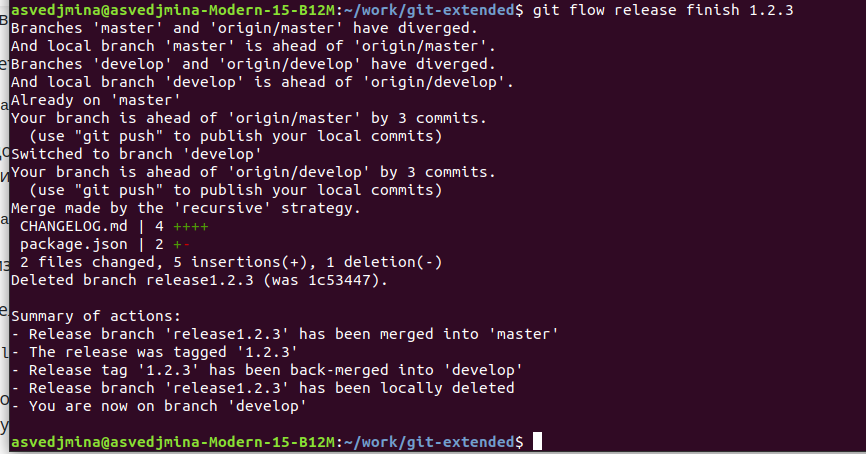 asvedjmina@asvedjmina-Modern-15-B12M:~/work/git-extended$ git flow release finish 1.2.3
Branches 'master' and 'origin/master' have diverged.
And local branch 'master' is ahead of 'origin/master'.
Branches 'develop' and 'origin/develop' have diverged.
And local branch 'develop' is ahead of 'origin/develop'.
Already on 'master'
Your branch is ahead of 'origin/master' by 3 commits.
  (use "git push" to publish your local commits)
Switched to branch 'develop'
Your branch is ahead of 'origin/develop' by 3 commits.
  (use "git push" to publish your local commits)
Merge made by the 'recursive' strategy.
 CHANGELOG.md | 4 ++++
 package.json | 2 +-
 2 files changed, 5 insertions(+), 1 deletion(-)
Deleted branch release1.2.3 (was 1c53447).

Summary of actions:
- Release branch 'release1.2.3' has been merged into 'master'
- The release was tagged '1.2.3'
- Release tag '1.2.3' has been back-merged into 'develop'
- Release branch 'release1.2.3' has been locally deleted
- You are now on branch 'develop'

asvedjmina@asvedjmina-Modern-15-B12M:~/work/git-extended$